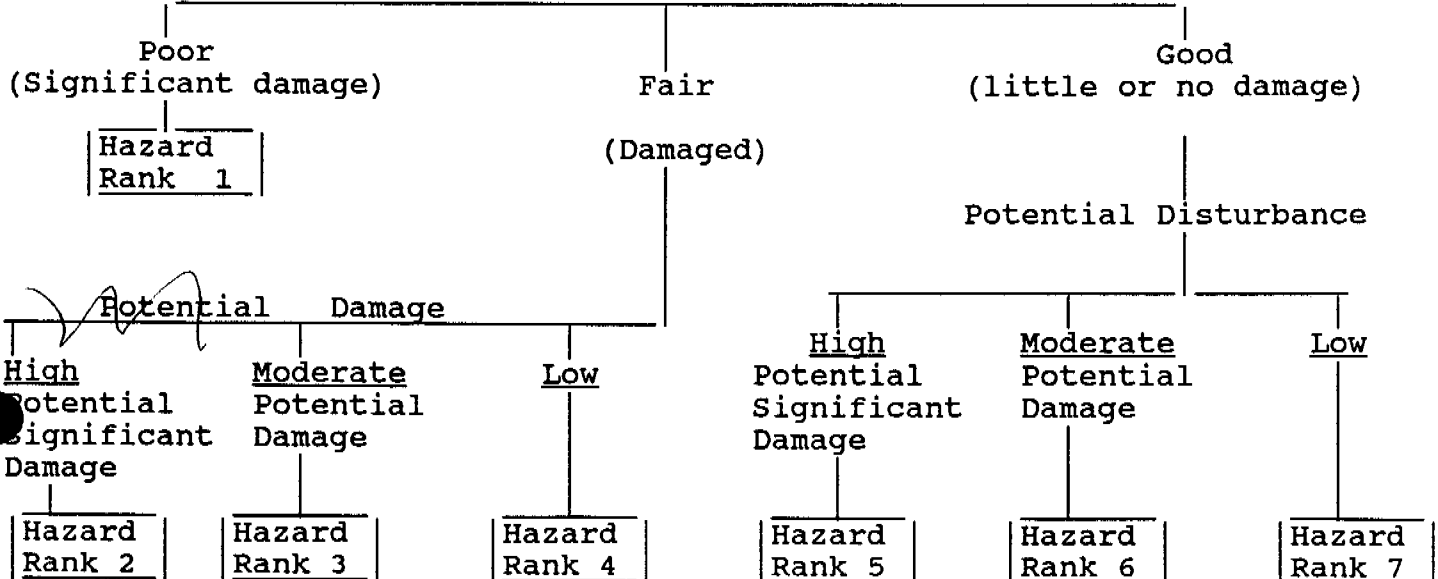 Poor
(Significant damage)
Hazard
Rank 1
Fair
(Damaged)
Good
(little or no damage)
Potential Disturbance
Potential Damage
High
Potential
Significant
Damage
Hazard
Rank 2
Moderate
Potential
Damage
Hazard
Rank 3
Low
Hazard
Rank 4
High
Potential
Significant
Damage
Hazard
Rank 5
Moderate
Potential
Damage
Hazard
Rank 6
Low
Hazard
Rank 7